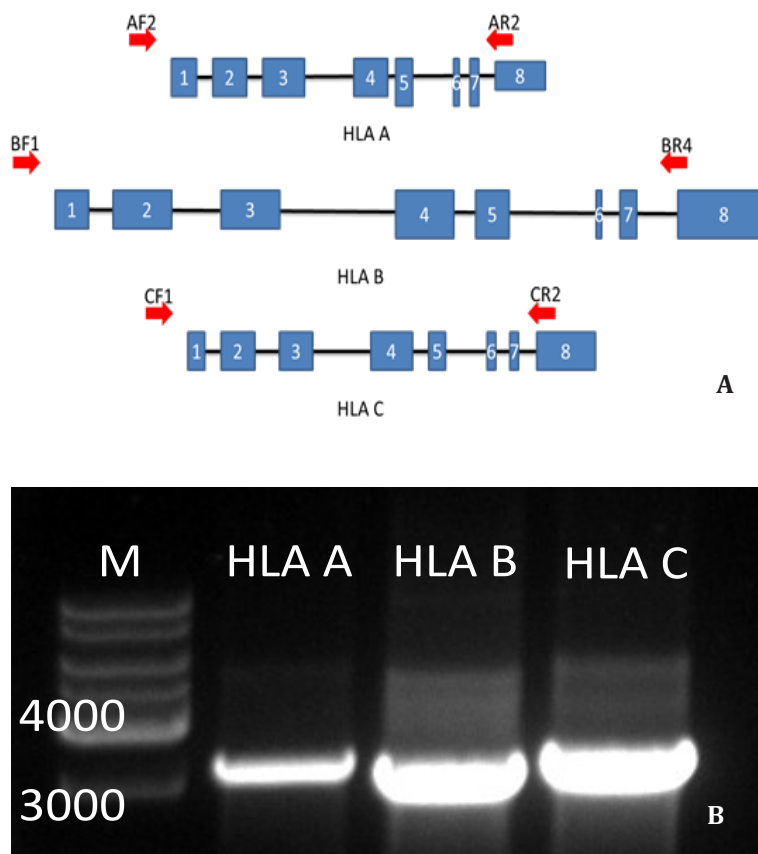 AF2 AR2
1 2 3 4 5 6 7 8
HLA A
BF1 BR4
1 2 3 4 5 6 7 8
HLA B
CF1 CR2
1 2 3 4 5 6 7 8
HLA C
A
M HLA A HLA B HLA C
4000
3000
B